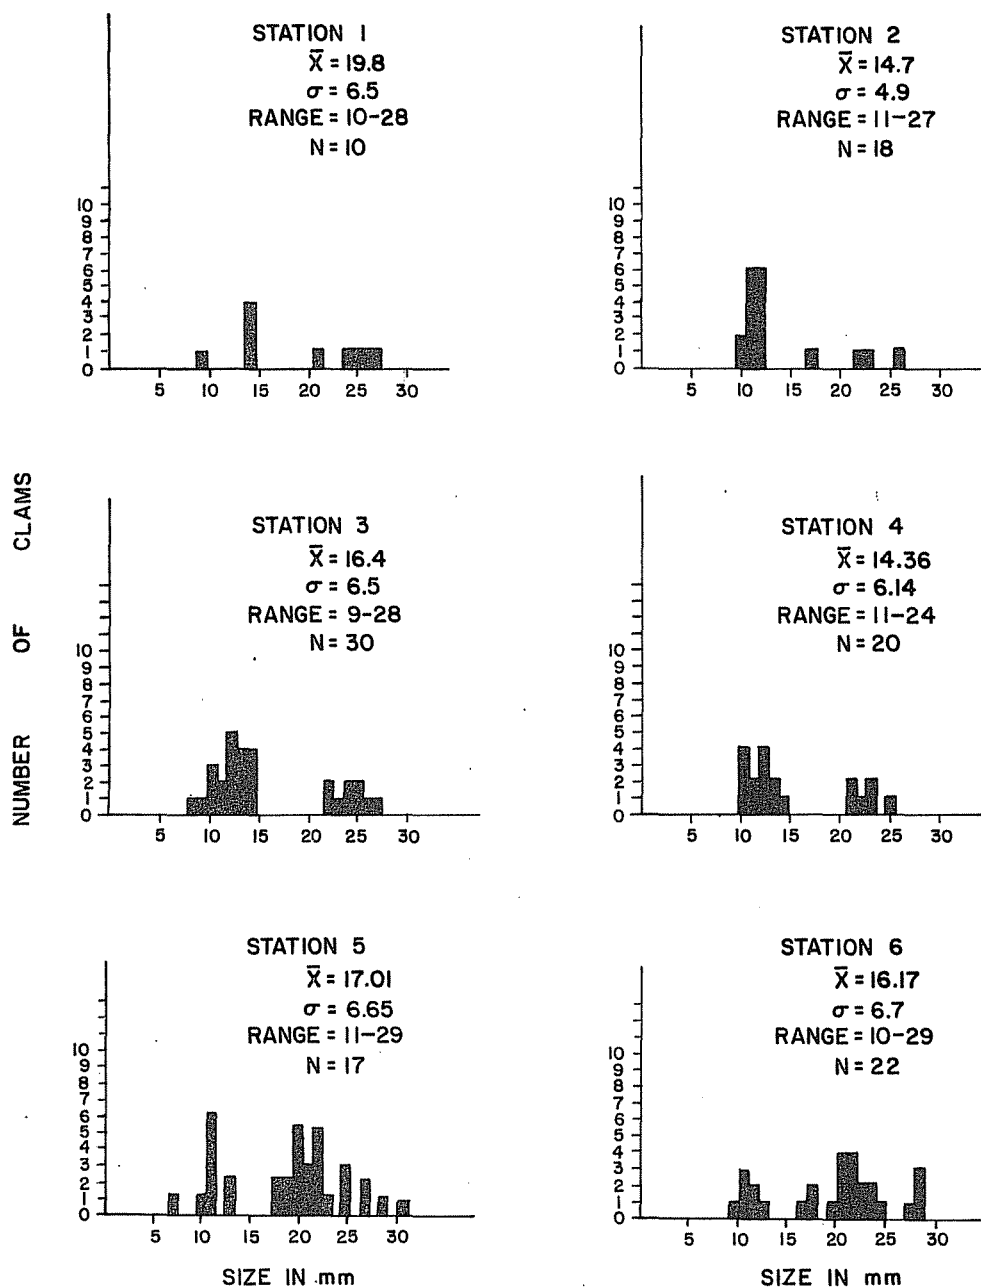 STATION 1
X̄ = 19.8
σ = 6.5
RANGE = 10-28
N = 10
10
9
8
7
6
5
4
3
2
1
0
5 10 15 20 25 30
STATION 2
X̄ = 14.7
σ = 4.9
RANGE = 11-27
N = 18
10
9
8
7
6
5
4
3
2
1
0
5 10 15 20 25 30
NUMBER OF CLAMS
STATION 3
X̄ = 16.4
σ = 6.5
RANGE = 9-28
N = 30
10
9
8
7
6
5
4
3
2
1
0
5 10 15 20 25 30
STATION 4
X̄ = 14.36
σ = 6.14
RANGE = 11-24
N = 20
10
9
8
7
6
5
4
3
2
1
0
5 10 15 20 25 30
STATION 5
X̄ = 17.01
σ = 6.65
RANGE = 11-29
N = 17
10
9
8
7
6
5
4
3
2
1
0
5 10 15 20 25 30
SIZE IN mm
STATION 6
X̄ = 16.17
σ = 6.7
RANGE = 10-29
N = 22
10
9
8
7
6
5
4
3
2
1
0
5 10 15 20 25 30
SIZE IN mm